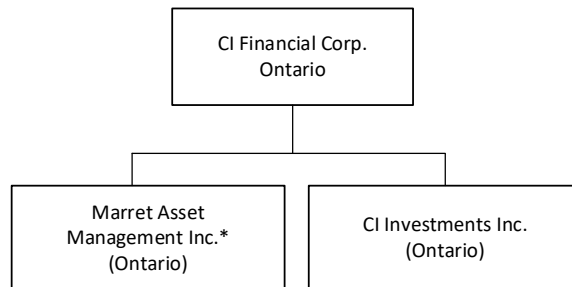 CI Financial Corp.
Ontario
Marret Asset
Management Inc.*
(Ontario)
CI Investments Inc.
(Ontario)